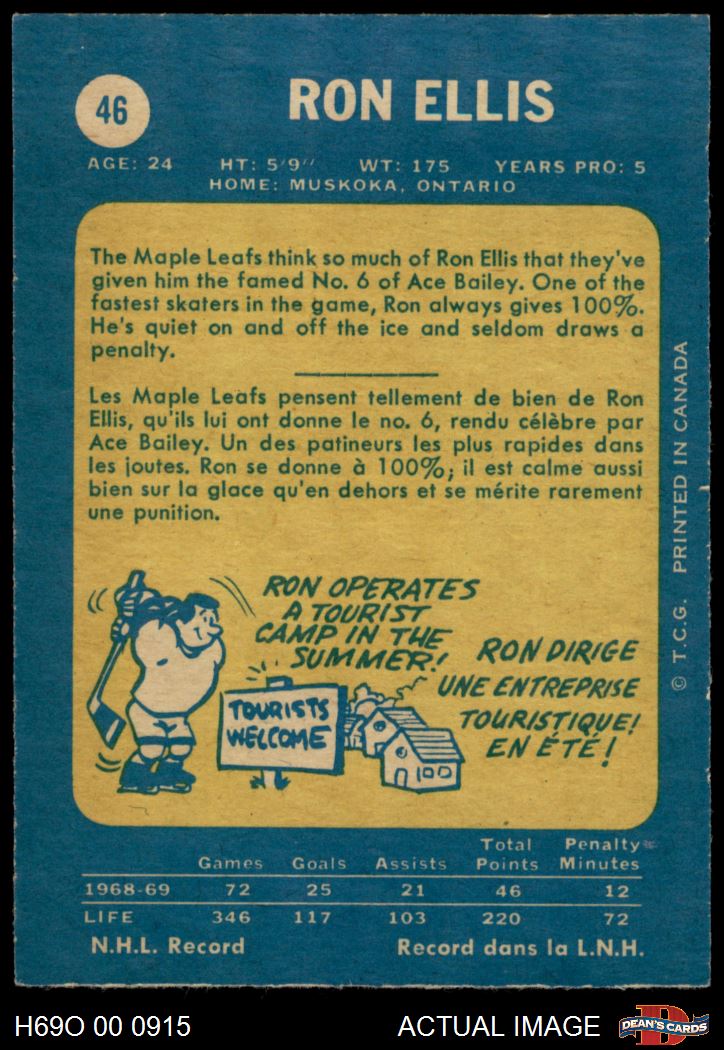 46
RON ELLIS
AGE: 24 HT: 5'9" WT: 175 YEARS PRO: 5
HOME: MUSKOKA, ONTARIO
The Maple Leafs think so much of Ron Ellis that they've
given him the famed No. 6 of Ace Bailey. One of the
fastest skaters in the game, Ron always gives 100%.
He's quiet on and off the ice and seldom draws a
penalty.
Les Maple Leafs pensent tellement de bien de Ron
Ellis, qu'ils lui ont donne le no. 6, rendu célèbre par
Ace Bailey. Un des patineurs les plus rapides dans
les joutes. Ron se donne à 100%; il est calme aussi
bien sur la glace qu'en dehors et se mérite rarement
une punition.
RON OPERATES
A TOURIST
CAMP IN THE
SUMMER!
RON DIRIGE
UNE ENTREPRISE
TOURISTIQUE!
EN ÉTÉ!
TOURISTS
WELCOME
© T.C.G. PRINTED IN CANADA
Games Goals Assists Total Points Penalty Minutes
1968-69 72 25 21 46 12
LIFE 346 117 103 220 72
N.H.L. Record Record dans la L.N.H.
H69O 00 0915 ACTUAL IMAGE
D
DEAN'S CARDS